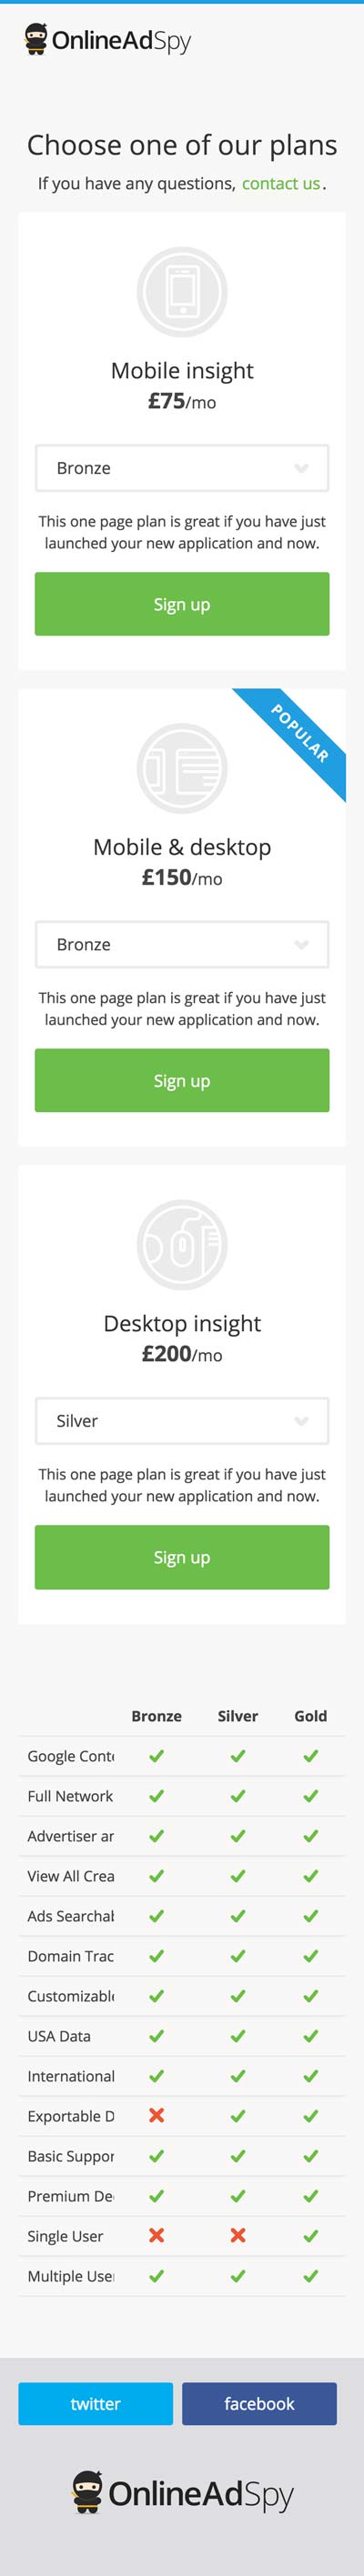 OnlineAdSpy
Choose one of our plans
If you have any questions, contact us.
Mobile insight
£75/mo
Bronze
This one page plan is great if you have just
launched your new application and now.
Sign up
POPULAR
Mobile & desktop
£150/mo
Bronze
This one page plan is great if you have just
launched your new application and now.
Sign up
Desktop insight
£200/mo
Silver
This one page plan is great if you have just
launched your new application and now.
Sign up
Bronze Silver Gold
Google Conte
Full Network
Advertiser ar
View All Crea
Ads Searchab
Domain Trac
Customizable
USA Data
International
Exportable D
Basic Suppor
Premium De
Single User
Multiple User
twitter facebook
OnlineAdSpy